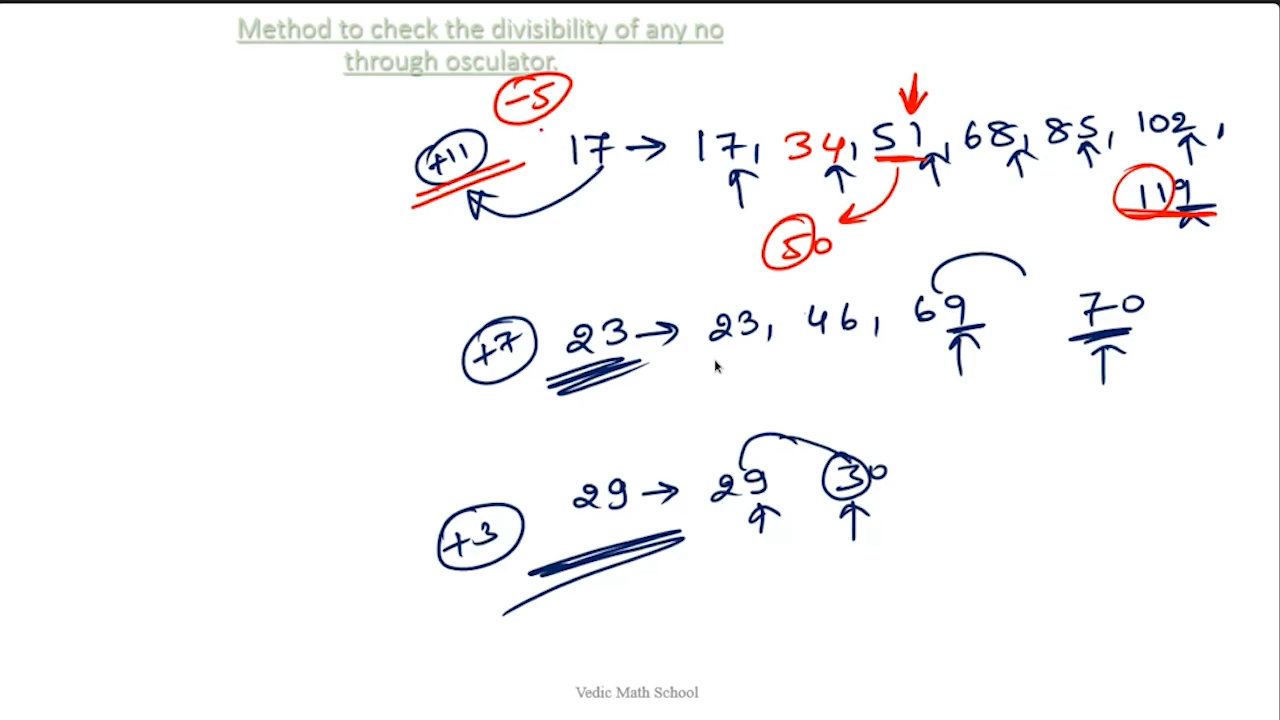 Method to check the divisibility of any no
through osculator.
-5
+11 17 → 17, 34, 51, 68, 85, 102,
119
50
+7 23 → 23, 46, 69 70
29 → 29 30
+3
Vedic Math School